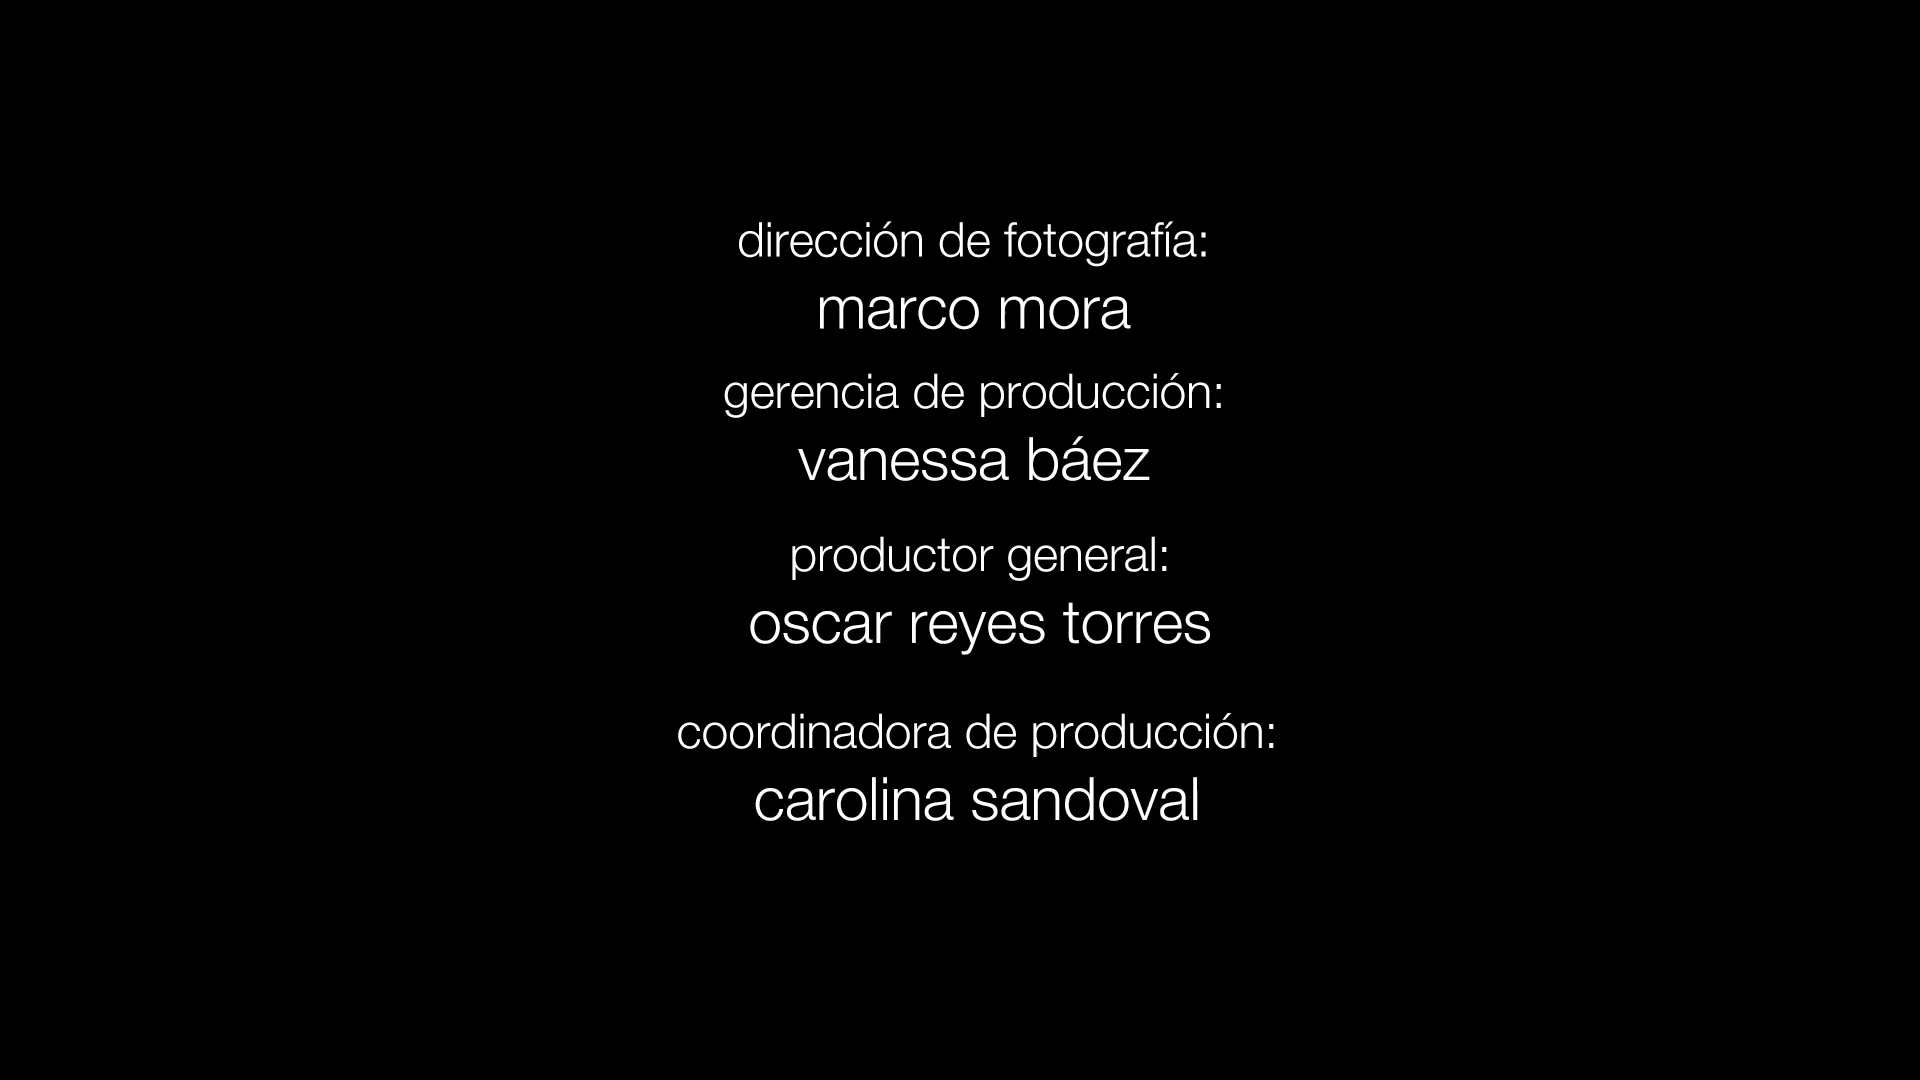 dirección de fotografía:
marco mora
gerencia de producción:
vanessa báez
productor general:
oscar reyes torres
coordinadora de producción:
carolina sandoval